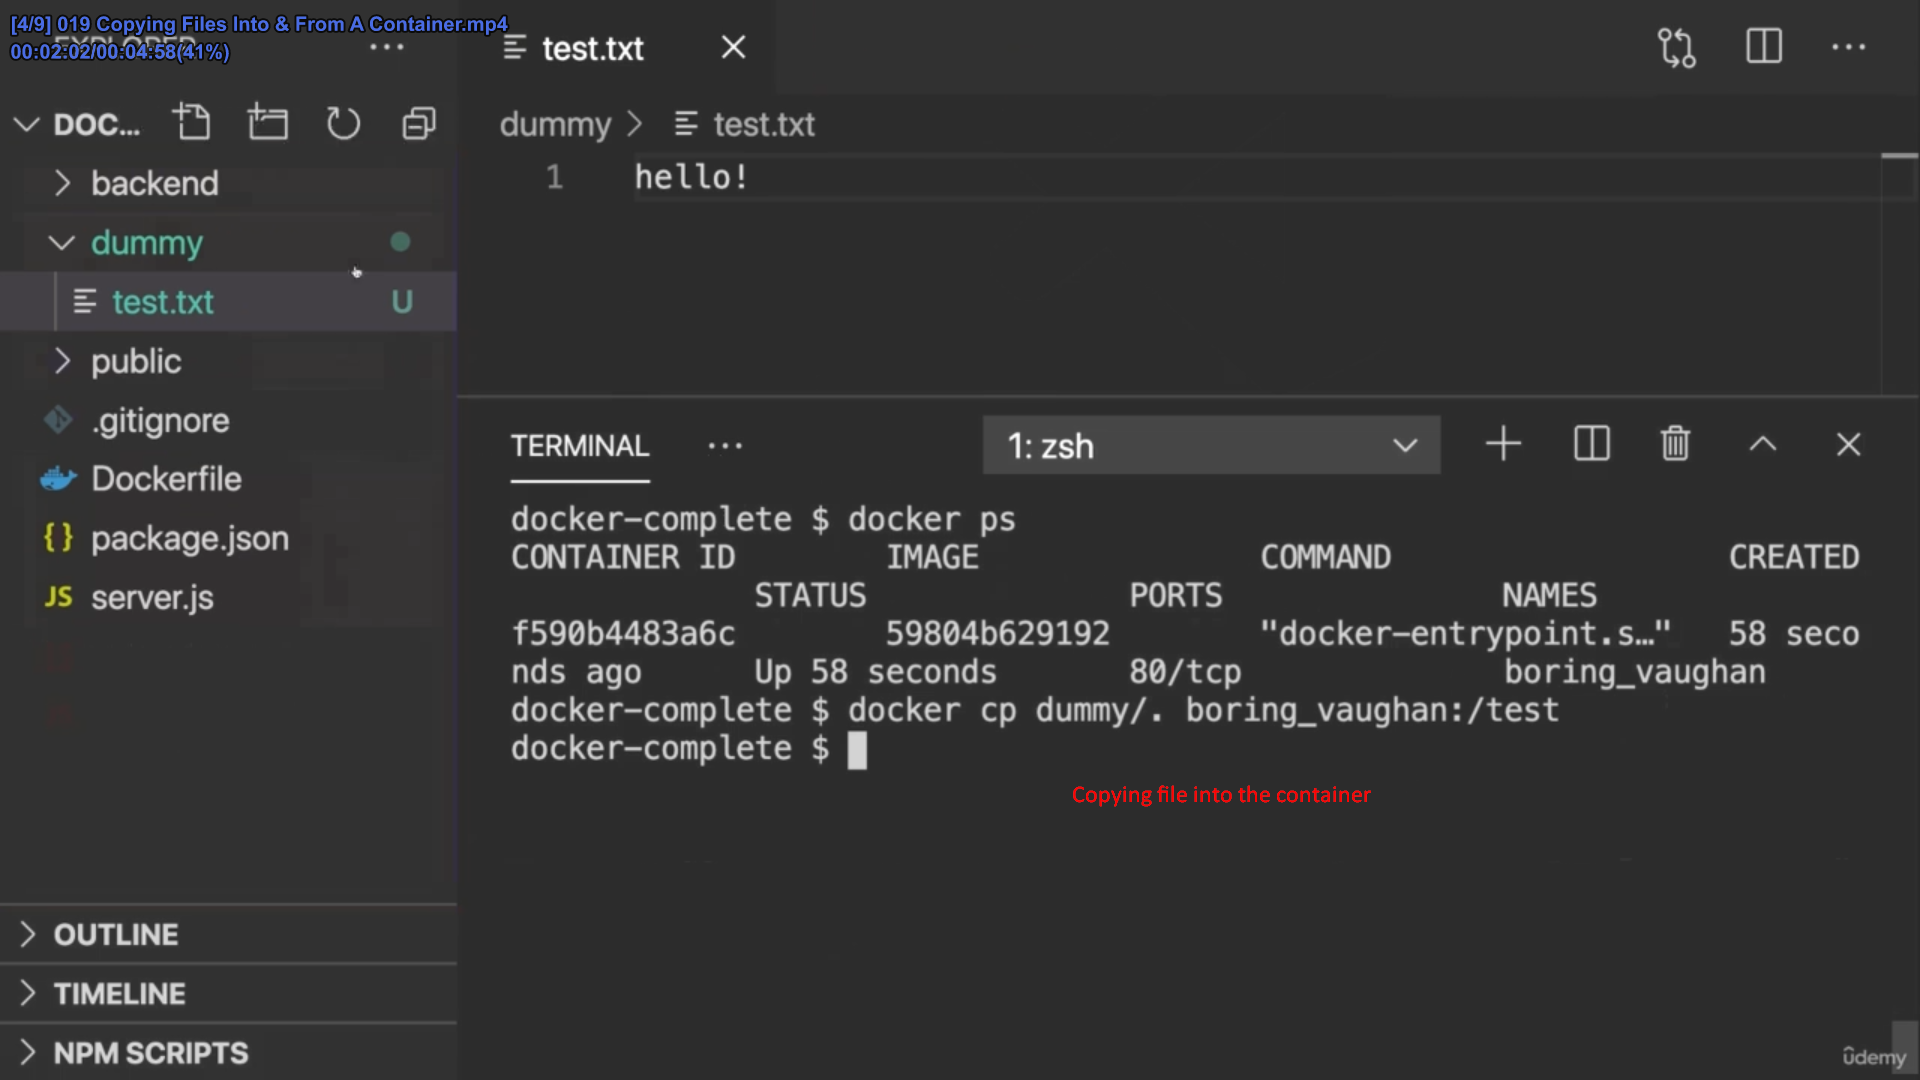 [4/9] 019 Copying Files Into & From A Container.mp4
00:02:02/00:04:58(41%)
EXPLORER
test.txt
DOC...
dummy > test.txt
1 hello!
backend
dummy
test.txt U
public
.gitignore
Dockerfile
{} package.json
JS server.js
OUTLINE
TIMELINE
NPM SCRIPTS
TERMINAL
1: zsh
docker-complete $ docker ps
CONTAINER ID IMAGE COMMAND CREATED
STATUS PORTS NAMES
f590b4483a6c 59804b629192 "docker-entrypoint.s…" 58 seco
nds ago Up 58 seconds 80/tcp boring_vaughan
docker-complete $ docker cp dummy/. boring_vaughan:/test
docker-complete $
Copying file into the container
ûdemy